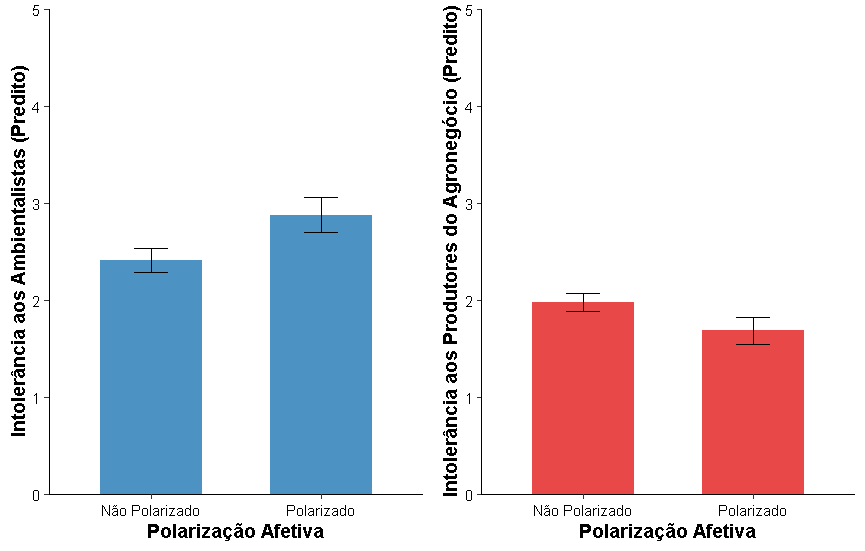 Intolerância aos Ambientalistas (Predito)
5
4
3
2
1
0
Não Polarizado
Polarizado
Polarização Afetiva
Intolerância aos Produtores do Agronegócio (Predito)
5
4
3
2
1
0
Não Polarizado
Polarizado
Polarização Afetiva